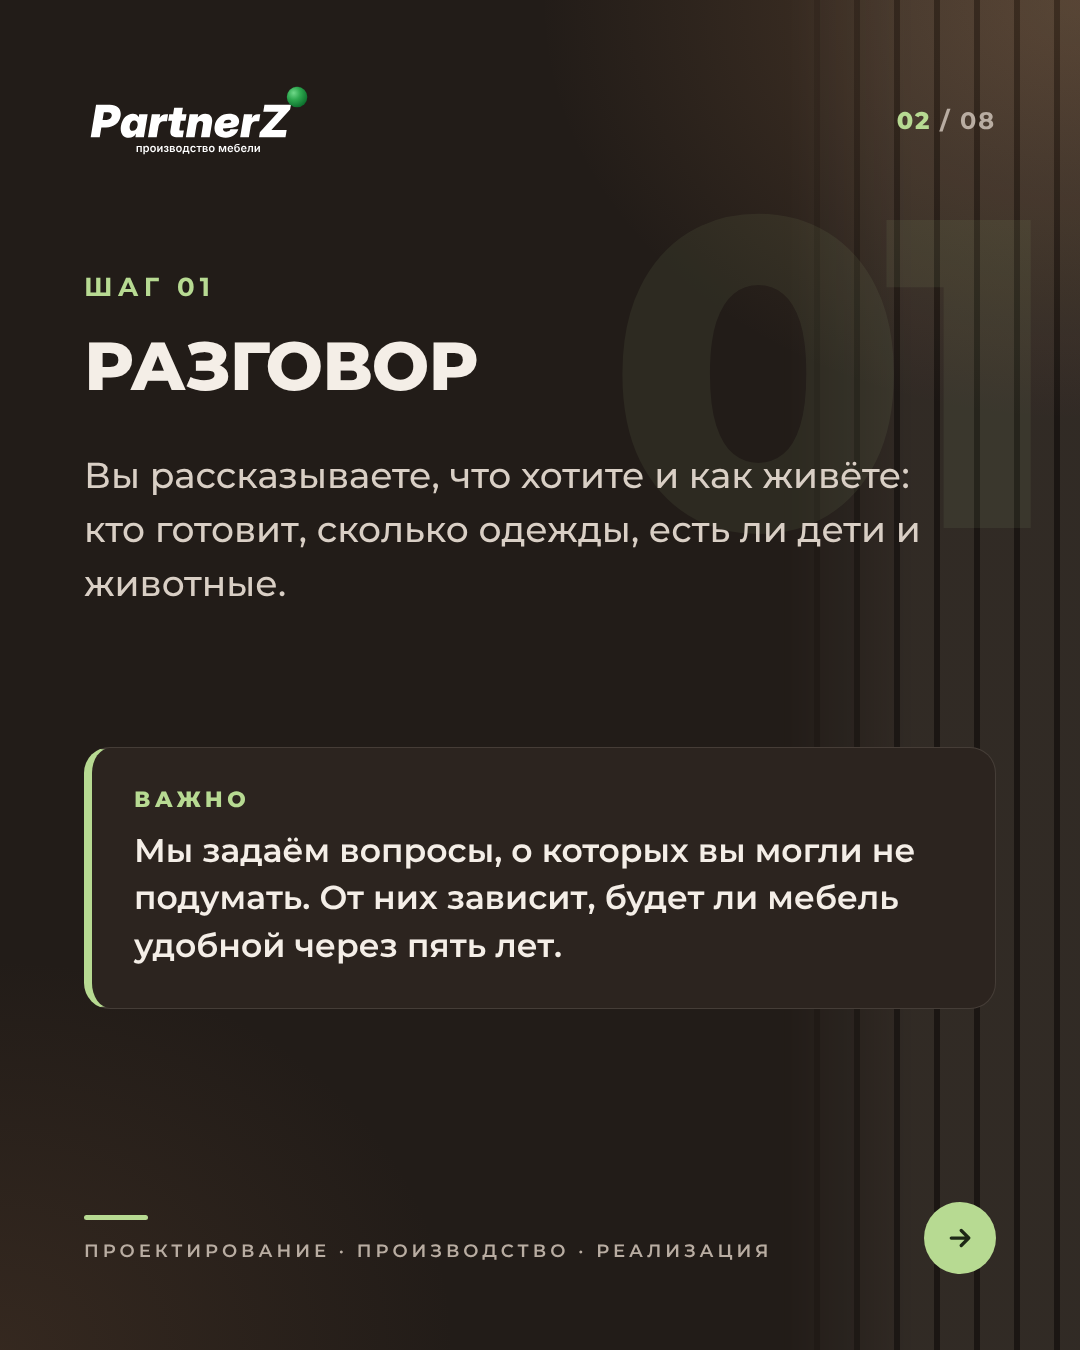 PartnerZ
производство мебели
02 / 08
01
ШАГ 01
РАЗГОВОР
Вы рассказываете, что хотите и как живёте:
кто готовит, сколько одежды, есть ли дети и
животные.
ВАЖНО
Мы задаём вопросы, о которых вы могли не
подумать. От них зависит, будет ли мебель
удобной через пять лет.
ПРОЕКТИРОВАНИЕ · ПРОИЗВОДСТВО · РЕАЛИЗАЦИЯ